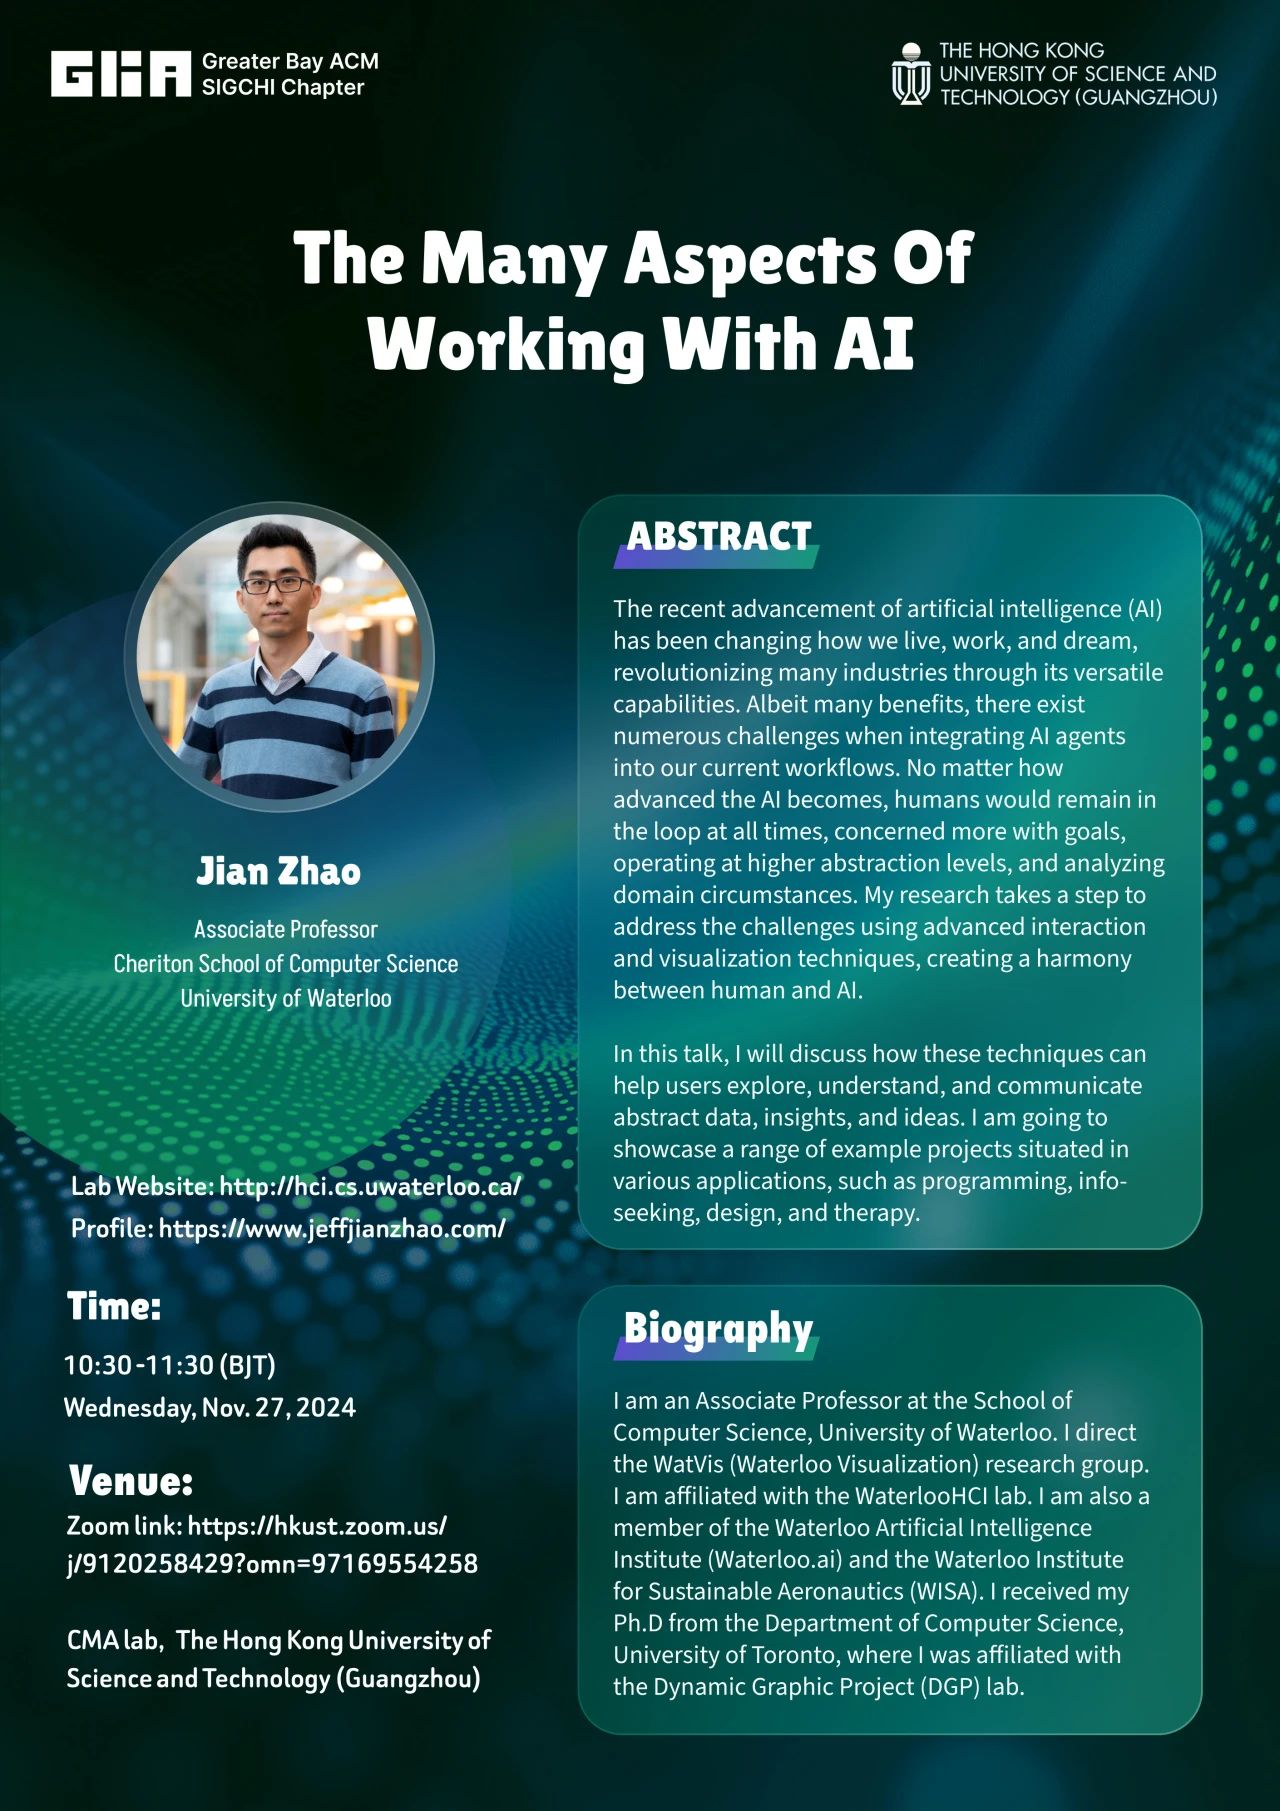 GliA
Greater Bay ACM
SIGCHI Chapter
THE HONG KONG
UNIVERSITY OF SCIENCE AND
TECHNOLOGY (GUANGZHOU)
The Many Aspects Of
Working With AI
Jian Zhao
Associate Professor
Cheriton School of Computer Science
University of Waterloo
Lab Website: http://hci.cs.uwaterloo.ca/
Profile: https://www.jeffjianzhao.com/
Time:
10:30-11:30 (BJT)
Wednesday, Nov. 27, 2024
Venue:
Zoom link: https://hkust.zoom.us/
j/9120258429?omn=97169554258
CMA lab, The Hong Kong University of
Science and Technology (Guangzhou)
ABSTRACT
The recent advancement of artificial intelligence (AI)
has been changing how we live, work, and dream,
revolutionizing many industries through its versatile
capabilities. Albeit many benefits, there exist
numerous challenges when integrating AI agents
into our current workflows. No matter how
advanced the AI becomes, humans would remain in
the loop at all times, concerned more with goals,
operating at higher abstraction levels, and analyzing
domain circumstances. My research takes a step to
address the challenges using advanced interaction
and visualization techniques, creating a harmony
between human and AI.
In this talk, I will discuss how these techniques can
help users explore, understand, and communicate
abstract data, insights, and ideas. I am going to
showcase a range of example projects situated in
various applications, such as programming, info-
seeking, design, and therapy.
Biography
I am an Associate Professor at the School of
Computer Science, University of Waterloo. I direct
the WatVis (Waterloo Visualization) research group.
I am affiliated with the WaterlooHCI lab. I am also a
member of the Waterloo Artificial Intelligence
Institute (Waterloo.ai) and the Waterloo Institute
for Sustainable Aeronautics (WISA). I received my
Ph.D from the Department of Computer Science,
University of Toronto, where I was affiliated with
the Dynamic Graphic Project (DGP) lab.